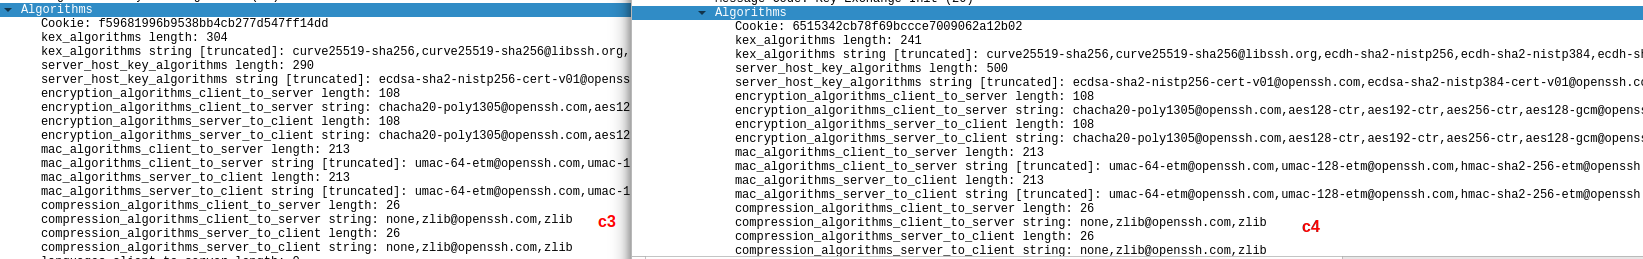 Algorithms
Cookie: f59681996b9538bb4cb277d547ff14dd
kex_algorithms length: 304
kex_algorithms string [truncated]: curve25519-sha256,curve25519-sha256@libssh.org,
server_host_key_algorithms length: 290
server_host_key_algorithms string [truncated]: ecdsa-sha2-nistp256-cert-v01@openss
encryption_algorithms_client_to_server length: 108
encryption_algorithms_client_to_server string: chacha20-poly1305@openssh.com,aes12
encryption_algorithms_server_to_client length: 108
encryption_algorithms_server_to_client string: chacha20-poly1305@openssh.com,aes12
mac_algorithms_client_to_server length: 213
mac_algorithms_client_to_server string [truncated]: umac-64-etm@openssh.com,umac-1
mac_algorithms_server_to_client length: 213
mac_algorithms_server_to_client string [truncated]: umac-64-etm@openssh.com,umac-1
compression_algorithms_client_to_server length: 26
compression_algorithms_client_to_server string: none,zlib@openssh.com,zlib
c3
compression_algorithms_server_to_client length: 26
compression_algorithms_server_to_client string: none,zlib@openssh.com,zlib
Algorithms
Cookie: 6515342cb78f69bccce7009062a12b02
kex_algorithms length: 241
kex_algorithms string [truncated]: curve25519-sha256,curve25519-sha256@libssh.org,ecdh-sha2-nistp256,ecdh-sha2-nistp384,ecdh-s
server_host_key_algorithms length: 500
server_host_key_algorithms string [truncated]: ecdsa-sha2-nistp256-cert-v01@openssh.com,ecdsa-sha2-nistp384-cert-v01@openssh.c
encryption_algorithms_client_to_server length: 108
encryption_algorithms_client_to_server string: chacha20-poly1305@openssh.com,aes128-ctr,aes192-ctr,aes256-ctr,aes128-gcm@openss
encryption_algorithms_server_to_client length: 108
encryption_algorithms_server_to_client string: chacha20-poly1305@openssh.com,aes128-ctr,aes192-ctr,aes256-ctr,aes128-gcm@openss
mac_algorithms_client_to_server length: 213
mac_algorithms_client_to_server string [truncated]: umac-64-etm@openssh.com,umac-128-etm@openssh.com,hmac-sha2-256-etm@openssh
mac_algorithms_server_to_client length: 213
mac_algorithms_server_to_client string [truncated]: umac-64-etm@openssh.com,umac-128-etm@openssh.com,hmac-sha2-256-etm@openssh
compression_algorithms_client_to_server length: 26
compression_algorithms_client_to_server string: none,zlib@openssh.com,zlib
c4
compression_algorithms_server_to_client length: 26
compression_algorithms_server_to_client string: none,zlib@openssh.com,zlib